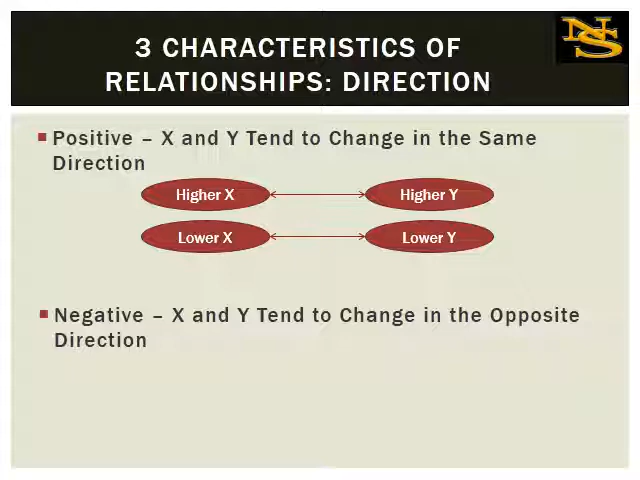 3 CHARACTERISTICS OF
RELATIONSHIPS: DIRECTION
NS
Positive – X and Y Tend to Change in the Same
Direction
Higher X Higher Y
Lower X Lower Y
Negative – X and Y Tend to Change in the Opposite
Direction